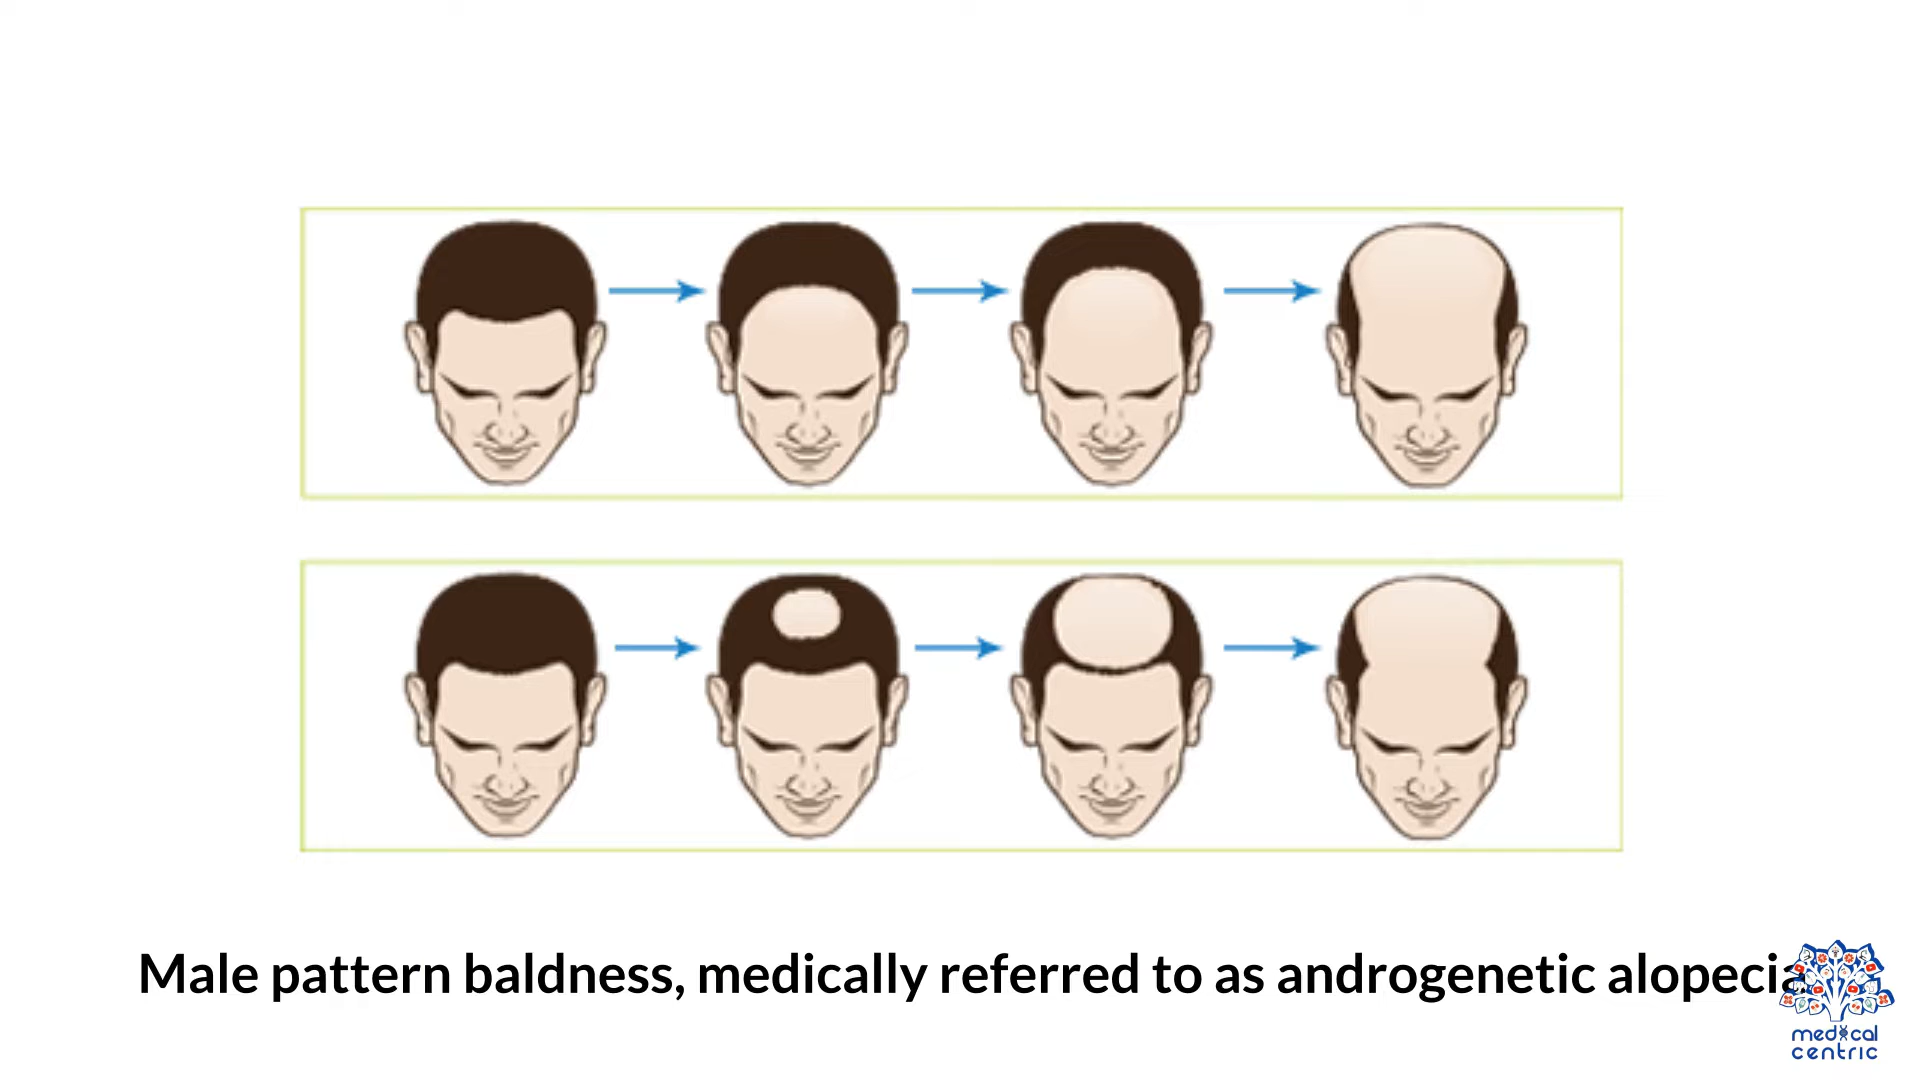 Male pattern baldness, medically referred to as androgenetic alopecia
medical
centric